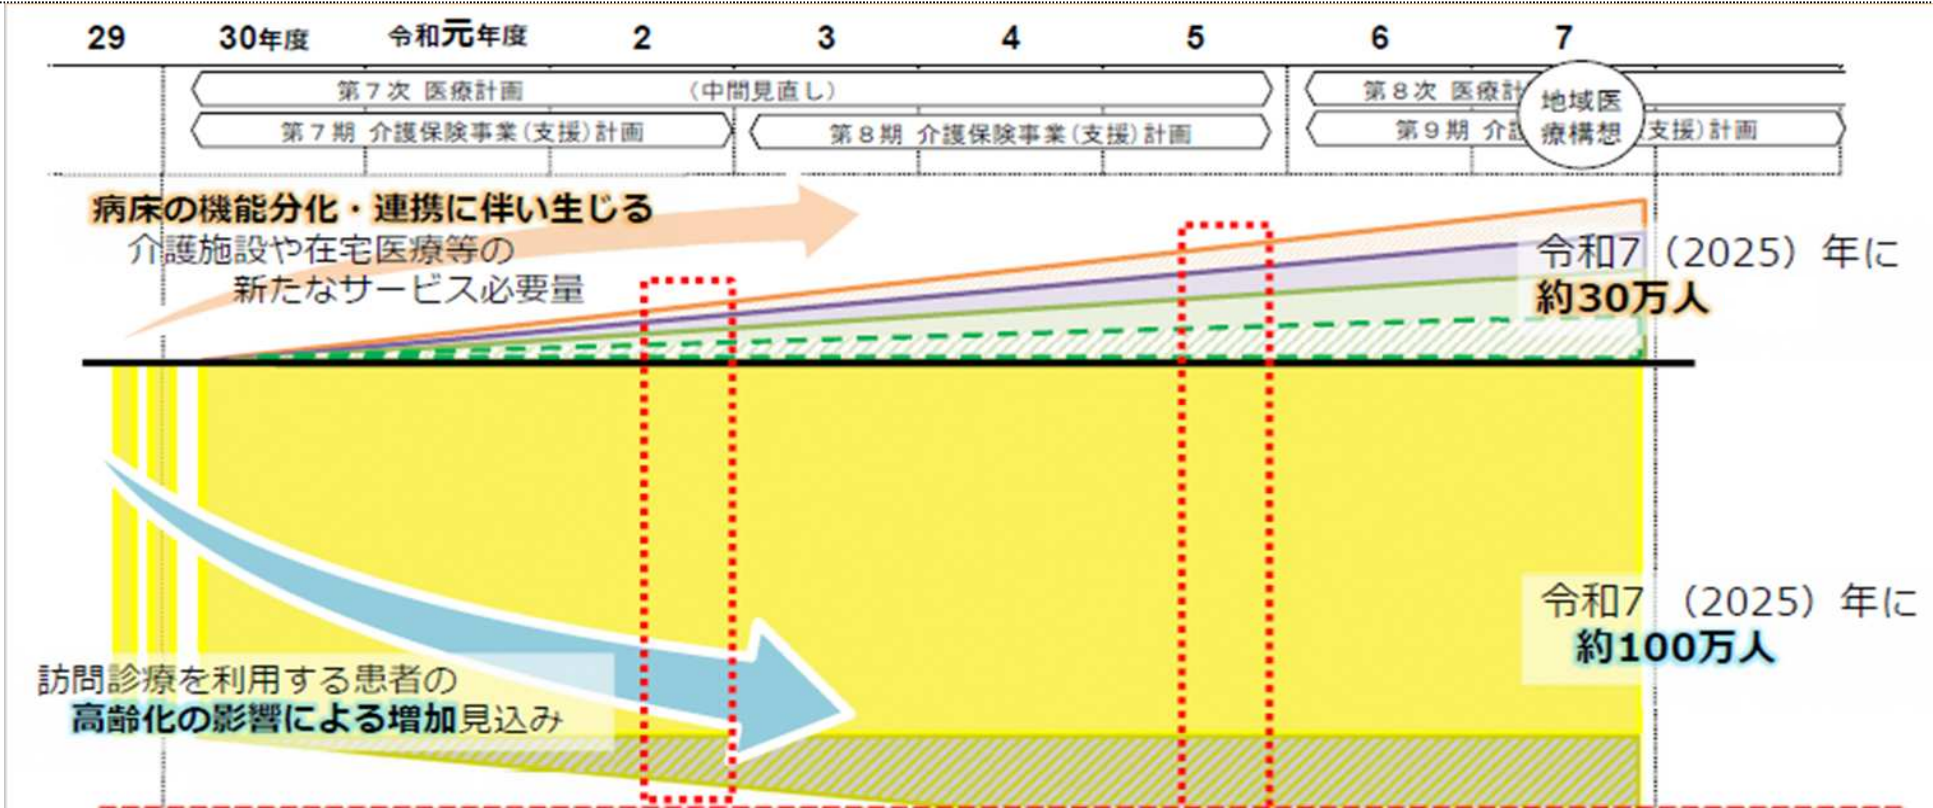 29 30年度 令和元年度 2 3 4 5 6 7
第7次 医療計画 （中間見直し）
第8次 医療計
地域医
療構想
第7期 介護保険事業（支援）計画
第8期 介護保険事業（支援）計画
第9期 介護
支援）計画
病床の機能分化・連携に伴い生じる
介護施設や在宅医療等の
新たなサービス必要量
令和7（2025）年に
約30万人
令和7（2025）年に
約100万人
訪問診療を利用する患者の
高齢化の影響による増加見込み